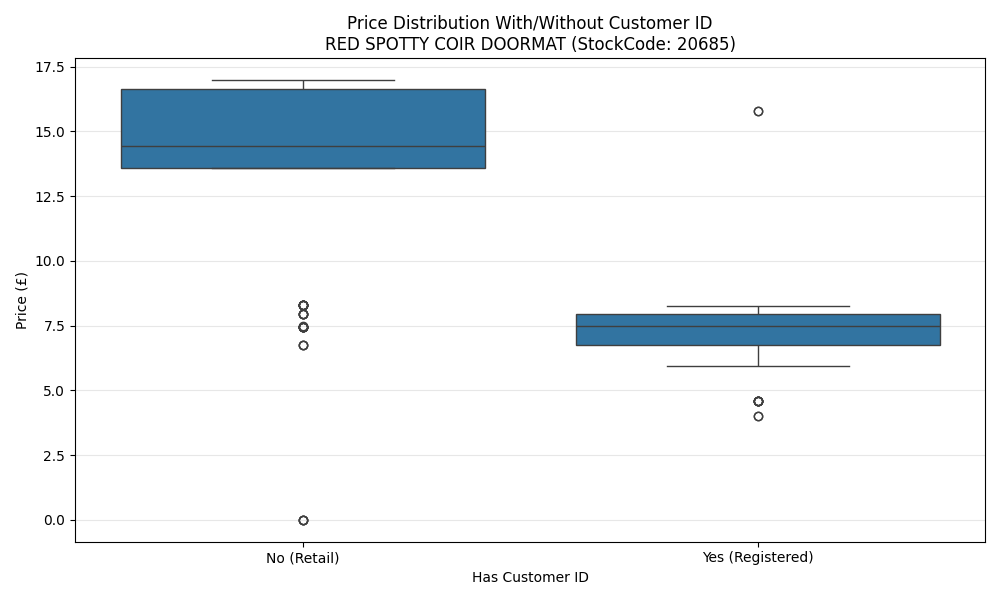 Price Distribution With/Without Customer ID
RED SPOTTY COIR DOORMAT (StockCode: 20685)
Price (£)
17.5
15.0
12.5
10.0
7.5
5.0
2.5
0.0
No (Retail)
Yes (Registered)
Has Customer ID